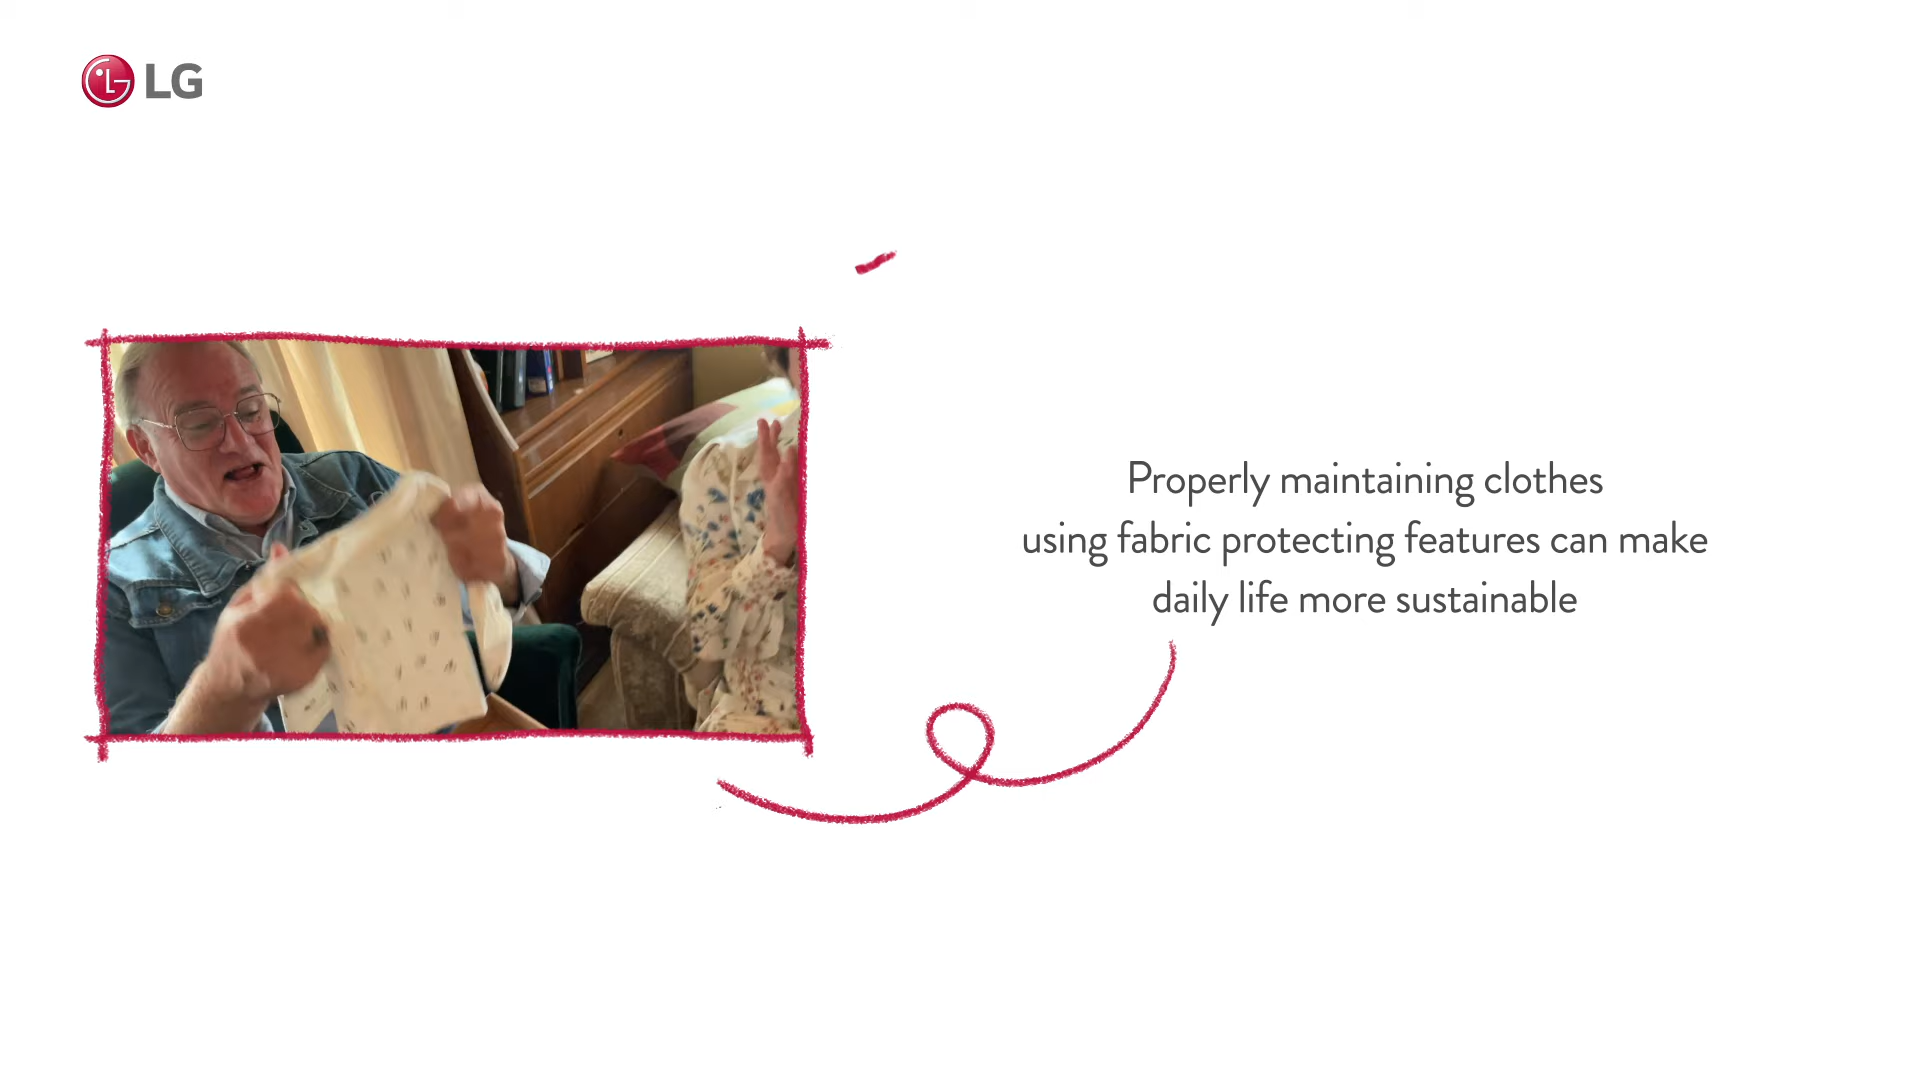 LG
Properly maintaining clothes
using fabric protecting features can make
daily life more sustainable